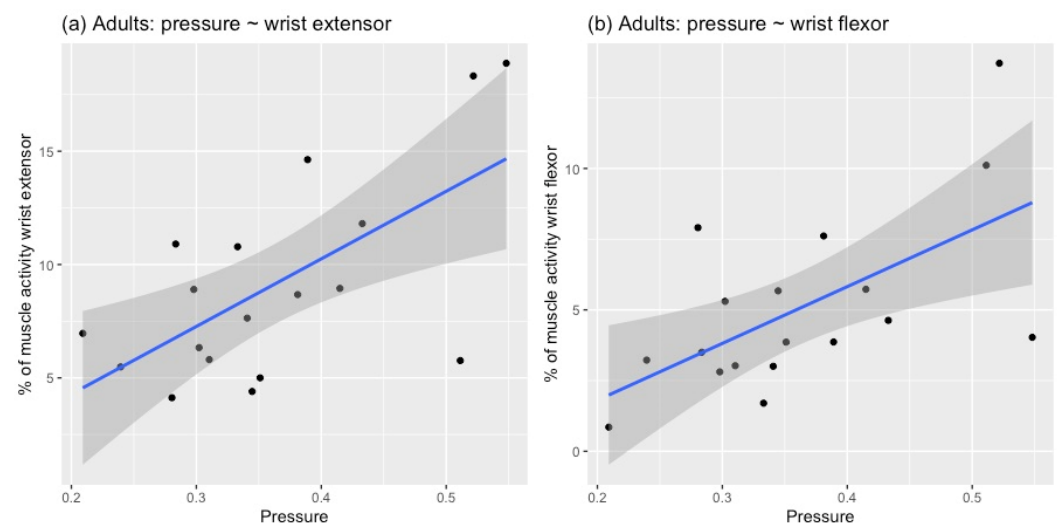 (a) Adults: pressure ~ wrist extensor
% of muscle activity wrist extensor
15
10
5
0.2 0.3 0.4 0.5
Pressure
(b) Adults: pressure ~ wrist flexor
% of muscle activity wrist flexor
10
5
0
0.2 0.3 0.4 0.5
Pressure